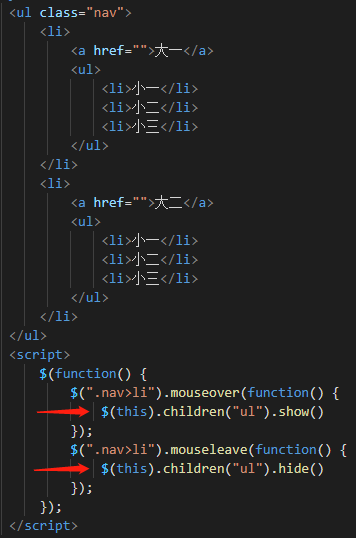 <ul class="nav">
    <li>
        <a href="">大一</a>
        <ul>
            <li>小一</li>
            <li>小二</li>
            <li>小三</li>
        </ul>
    </li>
    <li>
        <a href="">大二</a>
        <ul>
            <li>小一</li>
            <li>小二</li>
            <li>小三</li>
        </ul>
    </li>
</ul>
<script>
    $(function() {
        $(".nav>li").mouseover(function() {
            $(this).children("ul").show()
        });
        $(".nav>li").mouseleave(function() {
            $(this).children("ul").hide()
        });
    });
</script>